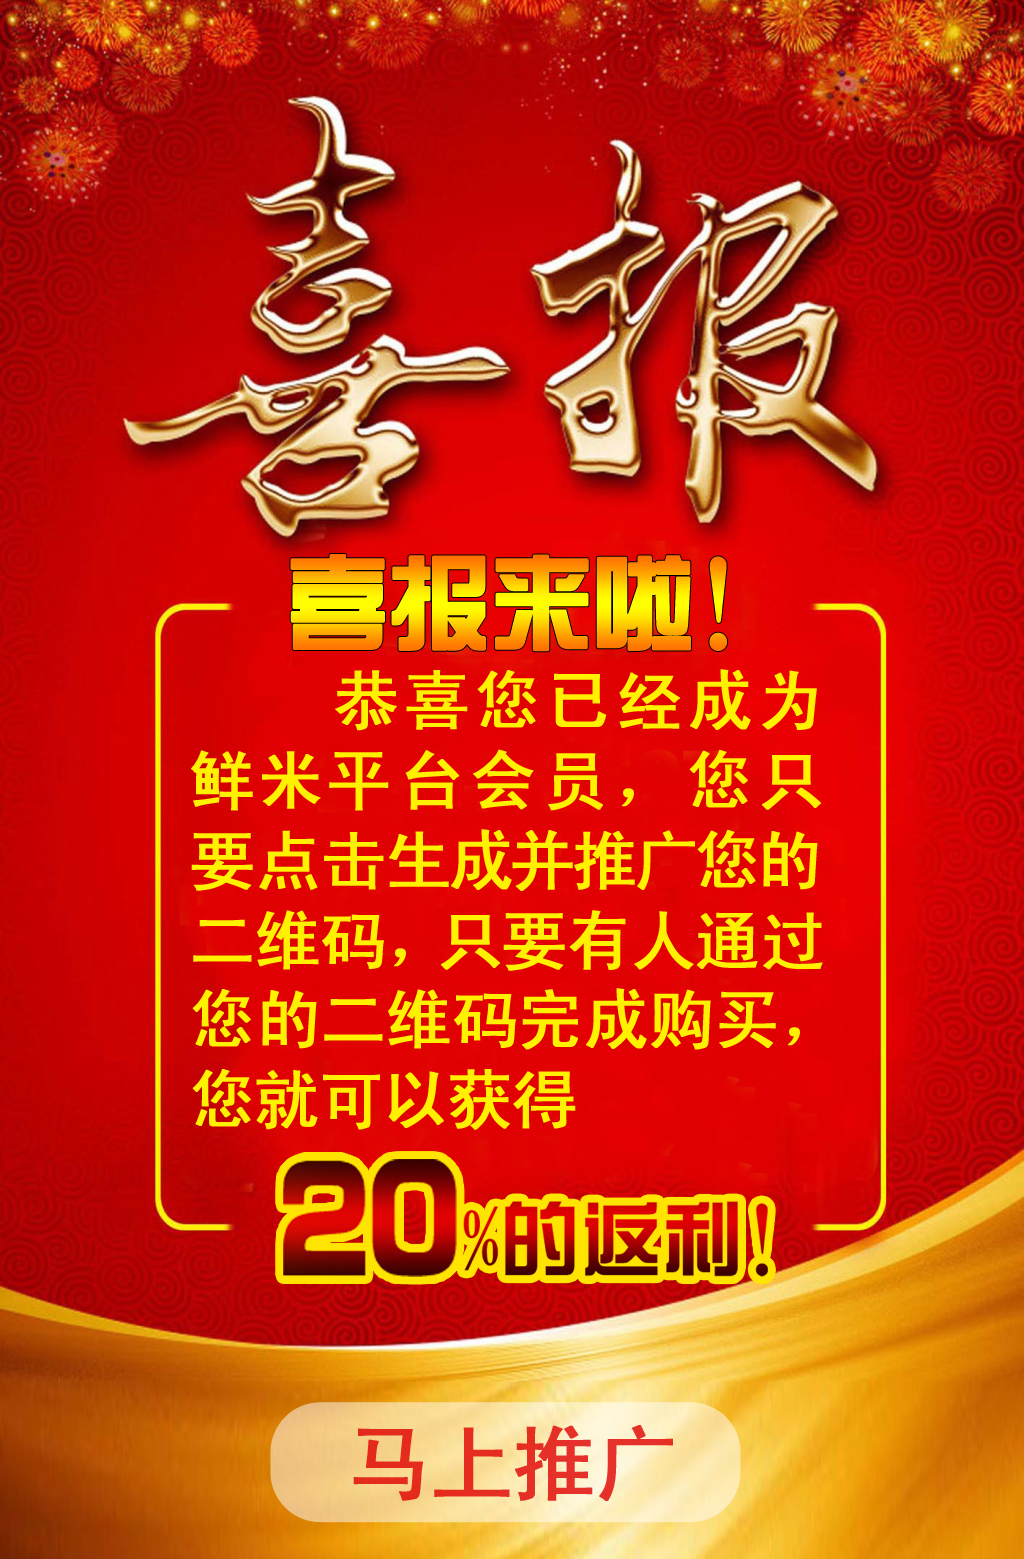 喜报
喜报来啦!
恭喜您已经成为
鲜米平台会员，您只
要点击生成并推广您的
二维码，只要有人通过
您的二维码完成购买，
您就可以获得
20%的返利!
马上推广